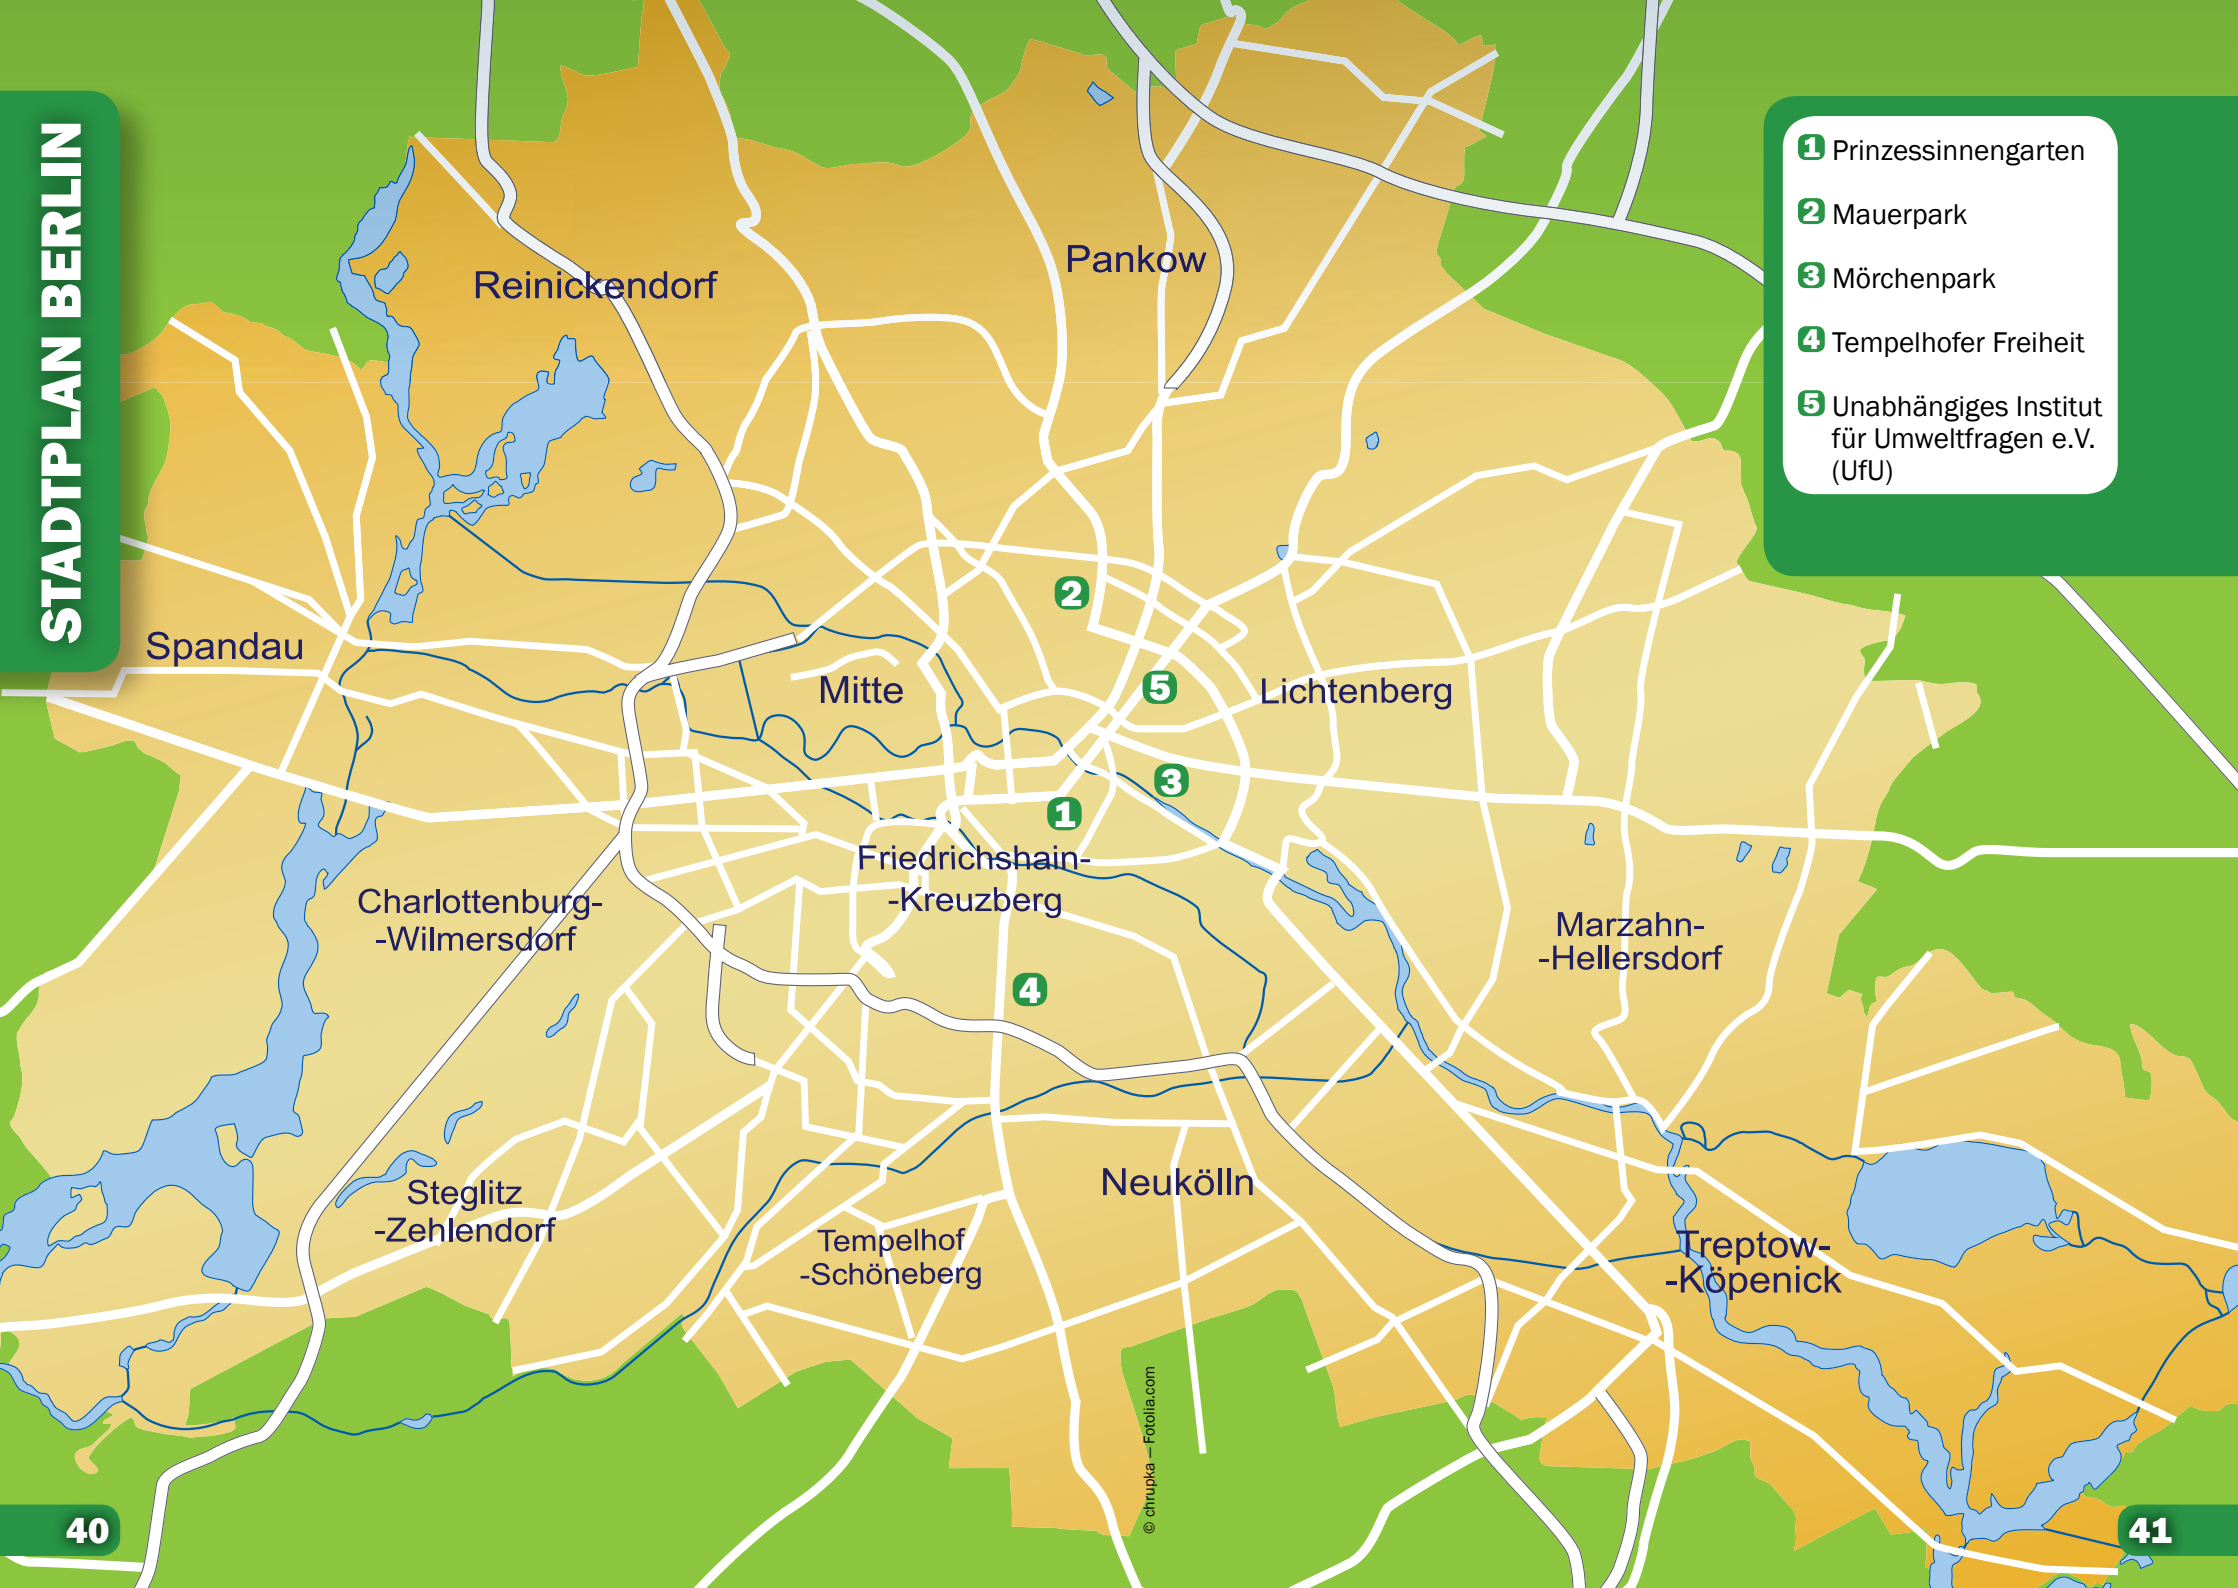 STADTPLAN BERLIN
1 Prinzessinnengarten
2 Mauerpark
3 Mörchenpark
4 Tempelhofer Freiheit
5 Unabhängiges Institut
für Umweltfragen e.V.
(UfU)
Pankow
Reinickendorf
2
Spandau
Mitte
5
Lichtenberg
3
1
Friedrichshain-
-Kreuzberg
Charlottenburg-
-Wilmersdorf
Marzahn-
-Hellersdorf
4
Neukölln
Steglitz
-Zehlendorf
Tempelhof
-Schöneberg
Treptow-
-Köpenick
© chrupka – Fotolia.com
40
41